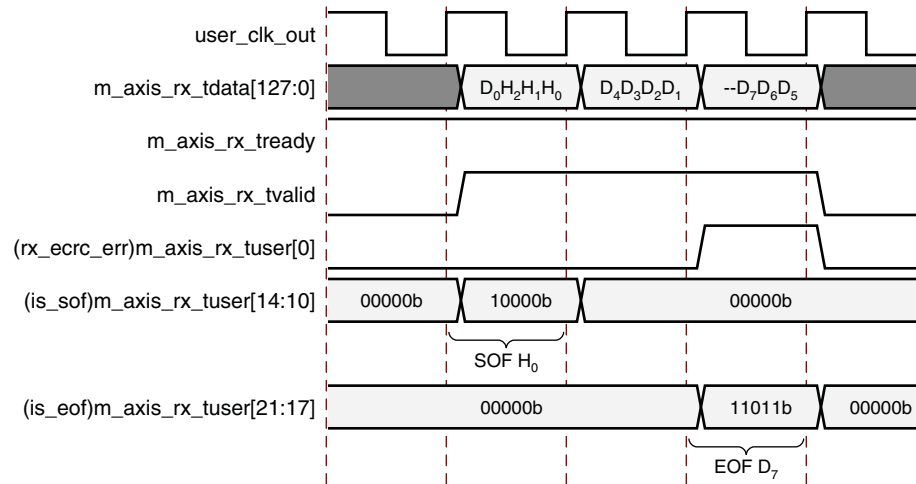 user_clk_out
m_axis_rx_tdata[127:0] D₀H₂H₁H₀ D₄D₃D₂D₁ --D₇D₆D₅
m_axis_rx_tready
m_axis_rx_tvalid
(rx_ecrc_err)m_axis_rx_tuser[0]
(is_sof)m_axis_rx_tuser[14:10] 00000b 10000b 00000b
SOF H₀
(is_eof)m_axis_rx_tuser[21:17] 00000b 11011b 00000b
EOF D₇